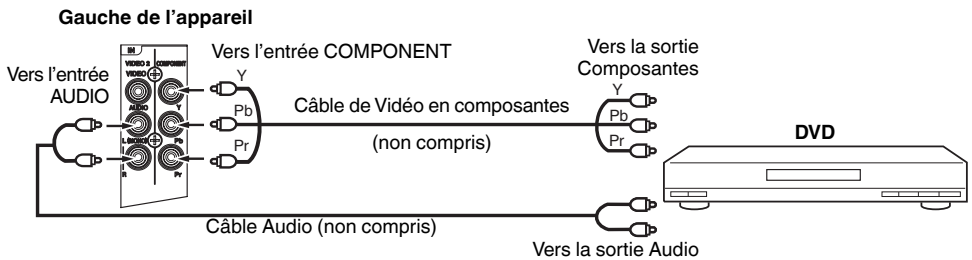 Gauche de l'appareil
IN
VIDEO 2 COMPONENT
VIDEO
AUDIO
Y
L (MONO)
Pb
R
Pr
Vers l'entrée
AUDIO
Vers l'entrée COMPONENT
Y
Pb
Pr
Câble de Vidéo en composantes
(non compris)
Vers la sortie
Composantes
Y
Pb
Pr
DVD
Câble Audio (non compris)
Vers la sortie Audio